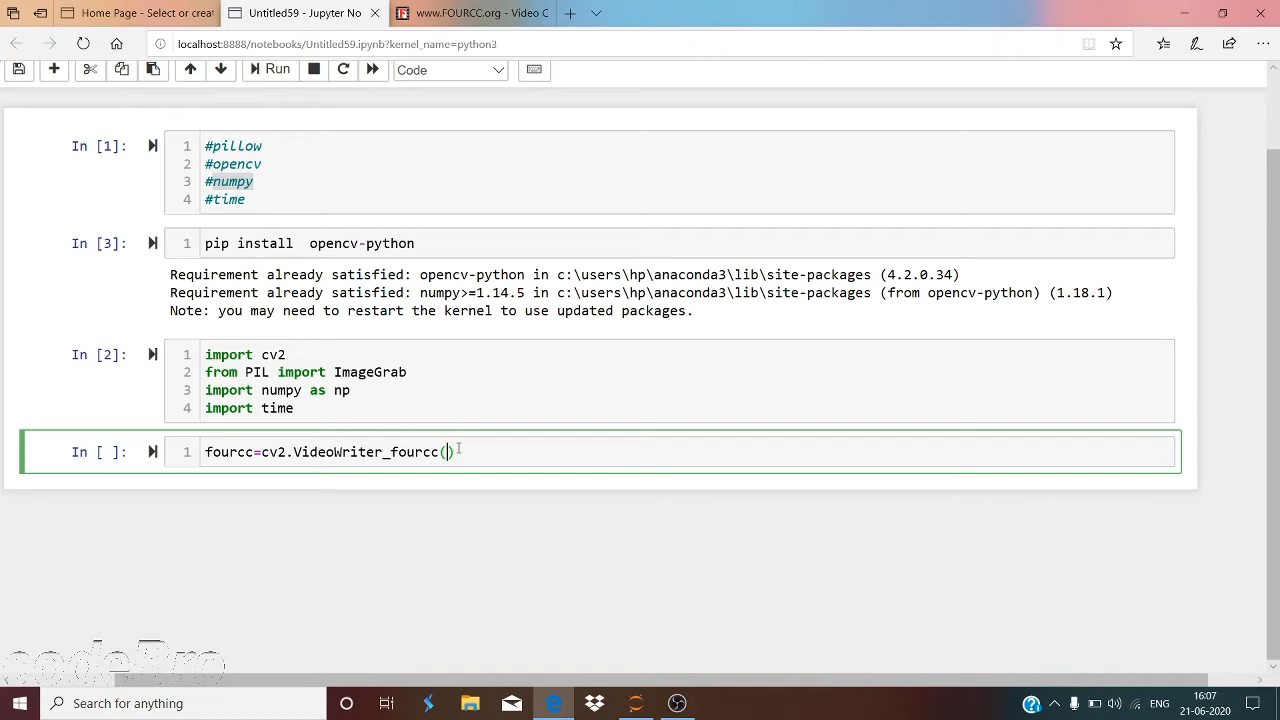 Home Page - Select or creat
Untitled59 - Jupyter No
www.FOURCC.org - Video C
localhost:8888/notebooks/Untitled59.ipynb?kernel_name=python3
Run
Code
In [1]:
1 #pillow
2 #opencv
3 #numpy
4 #time
In [3]:
1 pip install  opencv-python
Requirement already satisfied: opencv-python in c:\users\hp\anaconda3\lib\site-packages (4.2.0.34)
Requirement already satisfied: numpy>=1.14.5 in c:\users\hp\anaconda3\lib\site-packages (from opencv-python) (1.18.1)
Note: you may need to restart the kernel to use updated packages.
In [2]:
1 import cv2
2 from PIL import ImageGrab
3 import numpy as np
4 import time
In [ ]:
1 fourcc=cv2.VideoWriter_fourcc()
Search for anything
ENG
16:07
21-06-2020